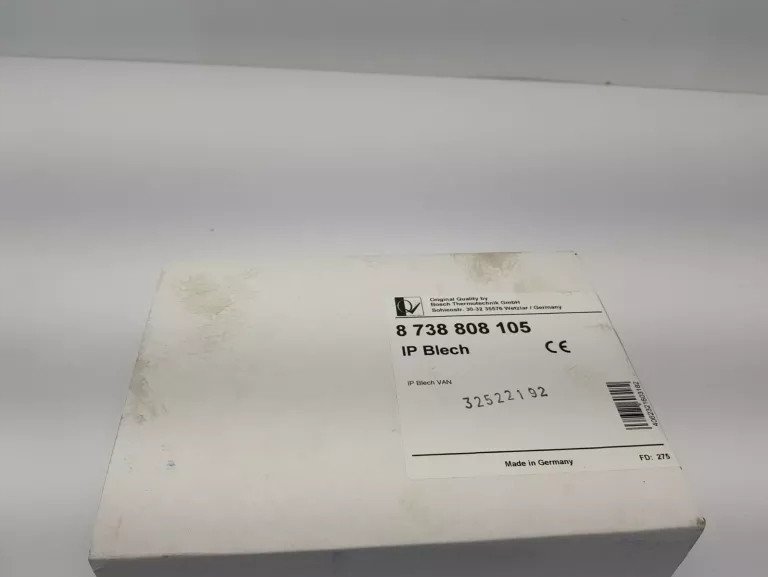 Original Quality by
Bosch Thermotechnik GmbH
Sohlenstr. 30-32 35576 Wetzlar / Germany
8 738 808 105
IP Blech
CE
IP Blech VAN
32522192
Made in Germany
FD: 275